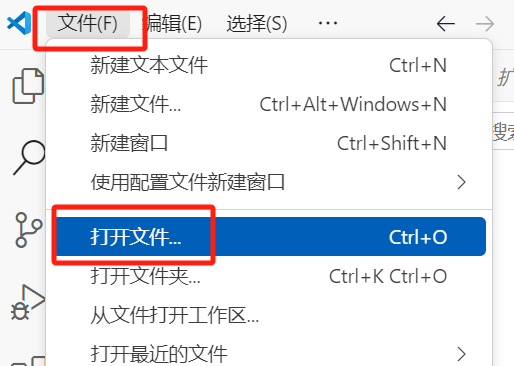 文件(F) 编辑(E) 选择(S) ...
新建文本文件 Ctrl+N
新建文件... Ctrl+Alt+Windows+N
新建窗口 Ctrl+Shift+N
使用配置文件新建窗口
打开文件... Ctrl+O
打开文件夹... Ctrl+K Ctrl+O
从文件打开工作区...
打开最近的文件